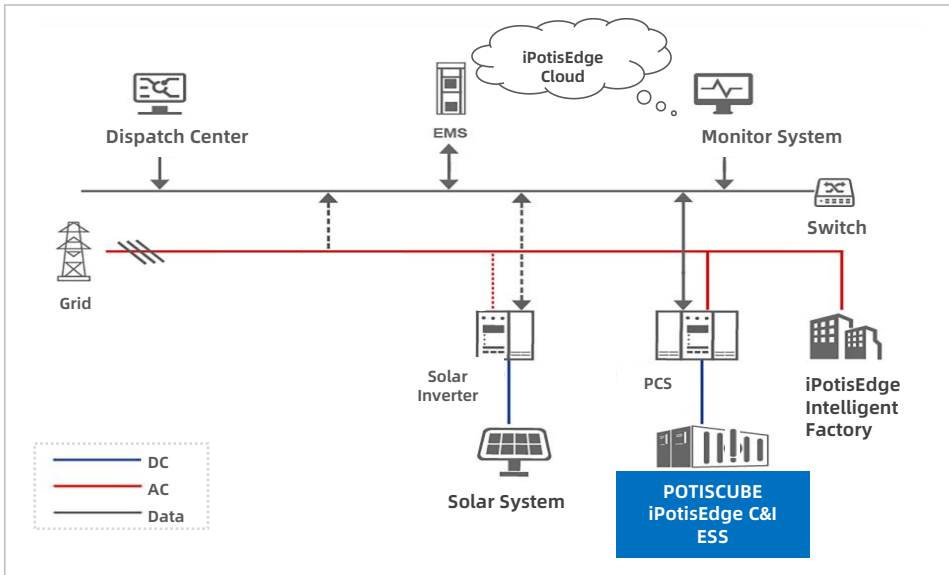 iPotisEdge
Cloud
Dispatch Center
EMS
Monitor System
Switch
Grid
Solar
Inverter
PCS
iPotisEdge
Intelligent
Factory
DC
AC
Data
Solar System
POTISCUBE
iPotisEdge C&I
ESS